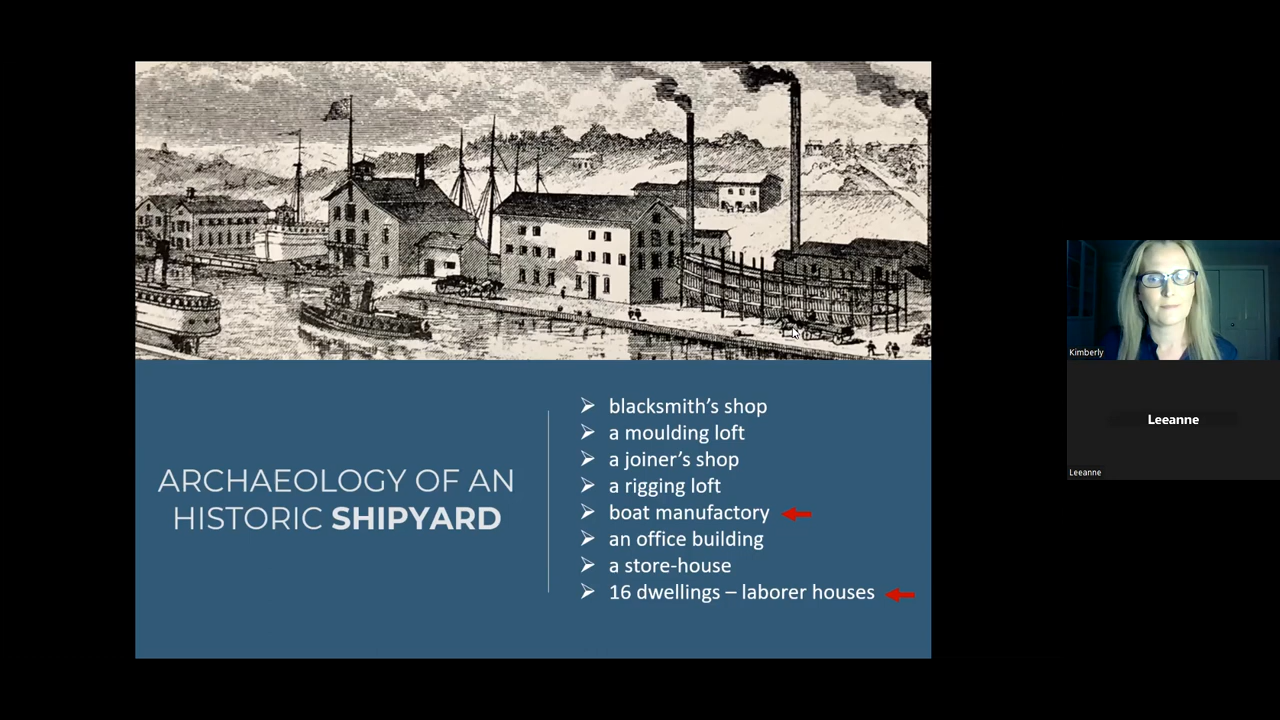 blacksmith's shop
a moulding loft
a joiner's shop
a rigging loft
boat manufactory
an office building
a store-house
16 dwellings – laborer houses
ARCHAEOLOGY OF AN
HISTORIC SHIPYARD
Kimberly
Leeanne
Leeanne